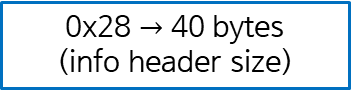 0x28 → 40 bytes
(info header size)